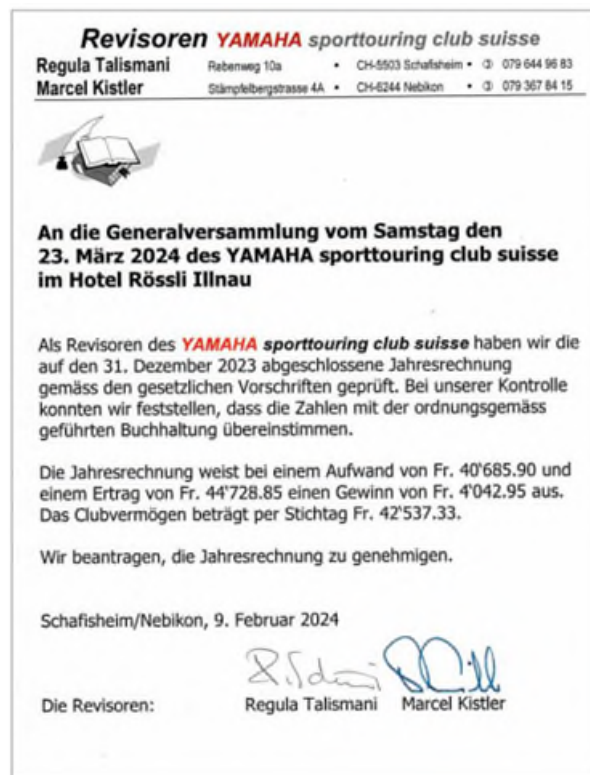 Revisoren YAMAHA sporttouring club suisse
Regula Talismani Rebenweg 10a • CH-5503 Schafisheim • ✆ 079 644 96 83
Marcel Kistler Stämpfelbergstrasse 4A • CH-6244 Nebikon • ✆ 079 367 84 15
An die Generalversammlung vom Samstag den
23. März 2024 des YAMAHA sporttouring club suisse
im Hotel Rössli Illnau
Als Revisoren des YAMAHA sporttouring club suisse haben wir die
auf den 31. Dezember 2023 abgeschlossene Jahresrechnung
gemäss den gesetzlichen Vorschriften geprüft. Bei unserer Kontrolle
konnten wir feststellen, dass die Zahlen mit der ordnungsgemäss
geführten Buchhaltung übereinstimmen.
Die Jahresrechnung weist bei einem Aufwand von Fr. 40'685.90 und
einem Ertrag von Fr. 44'728.85 einen Gewinn von Fr. 4'042.95 aus.
Das Clubvermögen beträgt per Stichtag Fr. 42'537.33.
Wir beantragen, die Jahresrechnung zu genehmigen.
Schafisheim/Nebikon, 9. Februar 2024
Die Revisoren: Regula Talismani Marcel Kistler